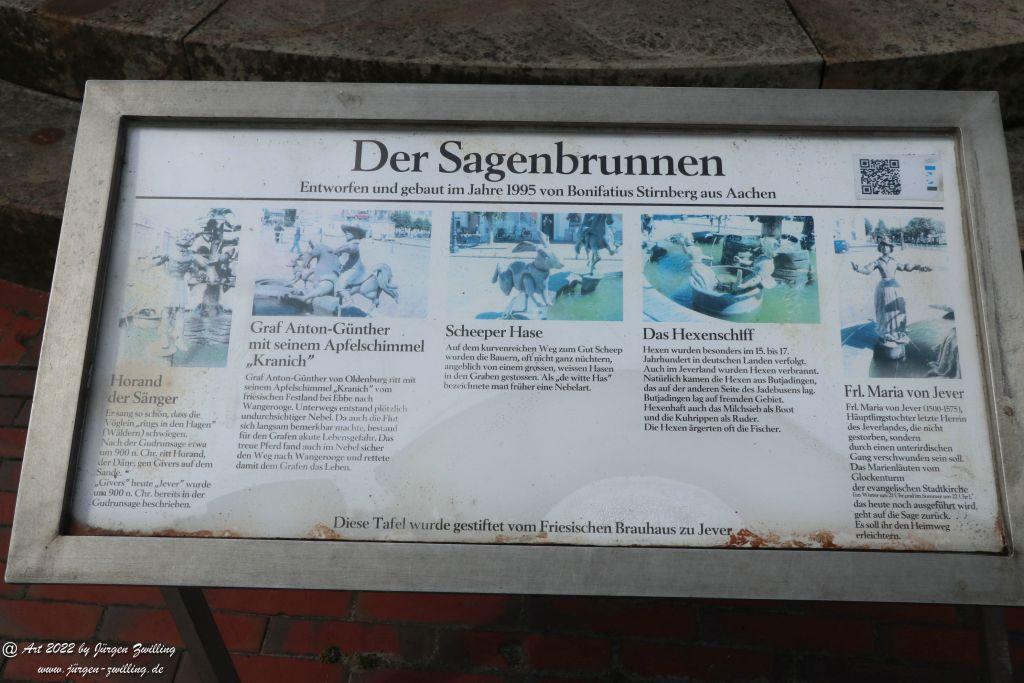 Der Sagenbrunnen
Entworfen und gebaut im Jahre 1995 von Bonifatius Stirnberg aus Aachen
Horand
der Sänger
Er sang so schön, dass die
Vöglein „rings in den Hagen"
(Wäldern) schwiegen.
Nach der Gudrunsage etwa
um 900 n. Chr. ritt Horand,
der Däne, gen Givers auf dem
Sande. "
„Givers" heute „Jever" wurde
um 900 n. Chr. bereits in der
Gudrunsage beschrieben.
Graf Anton-Günther
mit seinem Apfelschimmel
„Kranich"
Graf Anton-Günther von Oldenburg ritt mit
seinem Apfelschimmel „Kranich" vom
friesischen Festland bei Ebbe nach
Wangerooge. Unterwegs entstand plötzlich
undurchsichtiger Nebel. Da auch die Flut
sich langsam bemerkbar machte, bestand
für den Grafen akute Lebensgefahr. Das
treue Pferd fand auch im Nebel sicher
den Weg nach Wangerooge und rettete
damit dem Grafen das Leben.
Scheeper Hase
Auf dem kurvenreichen Weg zum Gut Scheep
wurden die Bauern, oft nicht ganz nüchtern,
angeblich von einem grossen, weissen Hasen
in den Graben gestossen. Als „de witte Has"
bezeichnete man früher eine Nebelart.
Das Hexenschiff
Hexen wurden besonders im 15. bis 17.
Jahrhundert in deutschen Landen verfolgt.
Auch im Jeverland wurden Hexen verbrannt.
Natürlich kamen die Hexen aus Butjadingen,
das auf der anderen Seite des Jadebusens lag.
Butjadingen lag auf fremden Gebiet.
Hexenhaft auch das Milchsieb als Boot
und die Kuhrippen als Ruder.
Die Hexen ärgerten oft die Fischer.
Frl. Maria von Jever
Frl. Maria von Jever (1500-1575),
Häuptlingstochter letzte Herrin
des Jeverlandes, die nicht
gestorben, sondern
durch einen unterirdischen
Gang verschwunden sein soll.
Das Marienläuten vom
Glockenturm
der evangelischen Stadtkirche
(im Winter um 21 Uhr und im Sommer um 22 Uhr),
das heute noch ausgeführt wird,
geht auf die Sage zurück.
Es soll ihr den Heimweg
erleichtern.
Diese Tafel wurde gestiftet vom Friesischen Brauhaus zu Jever
@ Art 2022 by Jürgen Zwilling
www.jürgen-zwilling.de